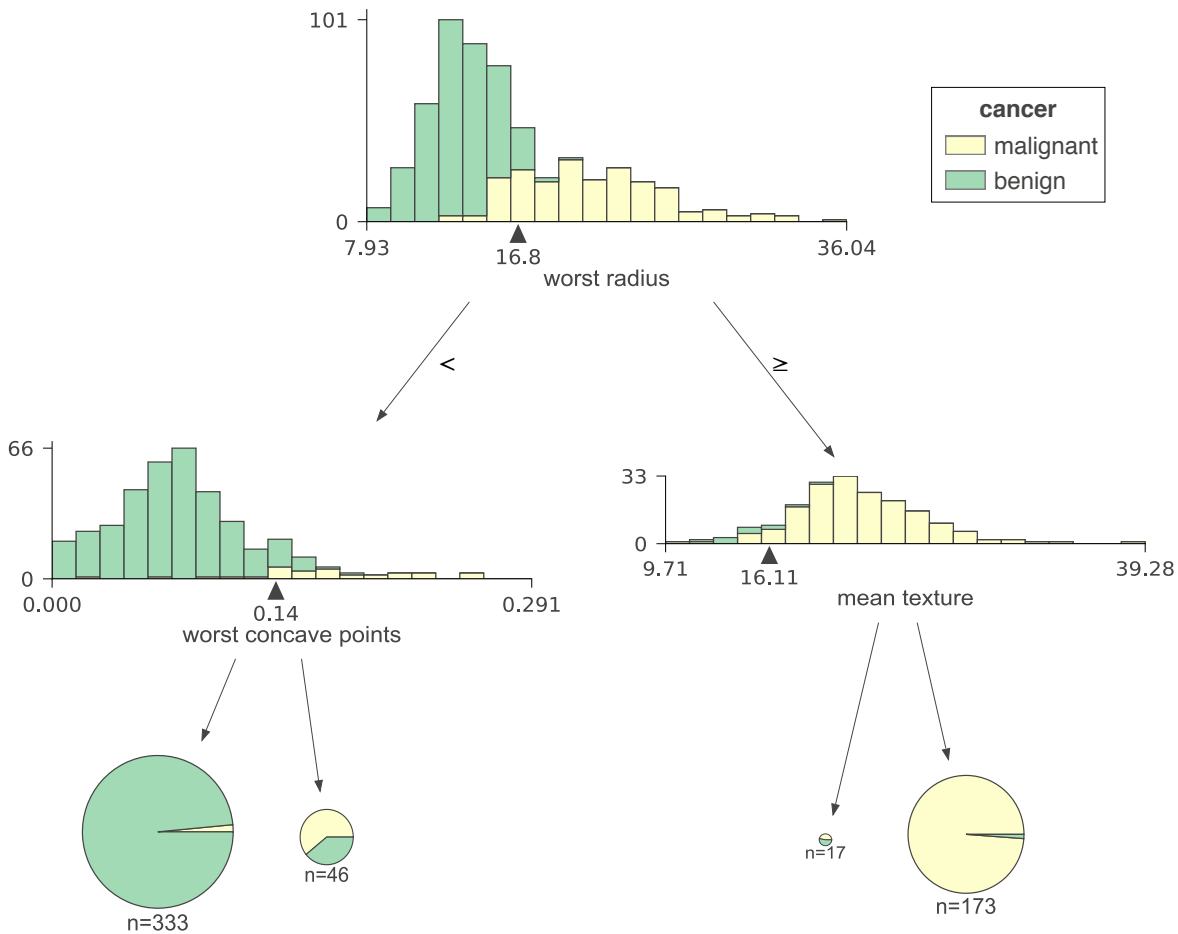 101
cancer
malignant
benign
0
7.93
16.8
36.04
worst radius
<
≥
66
0
0.000
0.14
0.291
worst concave points
33
0
9.71
16.11
39.28
mean texture
n=333
n=46
n=17
n=173